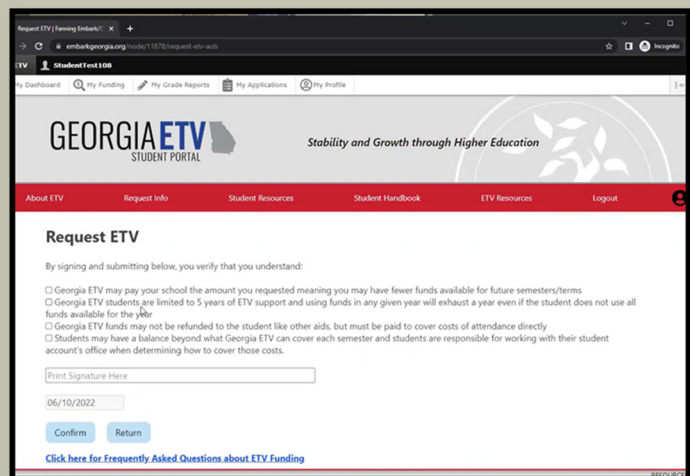 Request ETV | Fanning Embark/E
embarkgeorgia.org/node/11878/request-etv-aob
Incognito
ETV StudentTest108
My Dashboard My Funding My Grade Reports My Applications My Profile
GEORGIA ETV
STUDENT PORTAL
Stability and Growth through Higher Education
About ETV Request Info Student Resources Student Handbook ETV Resources Logout
Request ETV
By signing and submitting below, you verify that you understand:
Georgia ETV may pay your school the amount you requested meaning you may have fewer funds available for future semesters/terms
Georgia ETV students are limited to 5 years of ETV support and using funds in any given year will exhaust a year even if the student does not use all
funds available for the year
Georgia ETV funds may not be refunded to the student like other aids, but must be paid to cover costs of attendance directly
Students may have a balance beyond what Georgia ETV can cover each semester and students are responsible for working with their student
account's office when determining how to cover those costs.
Print Signature Here
06/10/2022
Confirm Return
Click here for Frequently Asked Questions about ETV Funding
RESOURCE